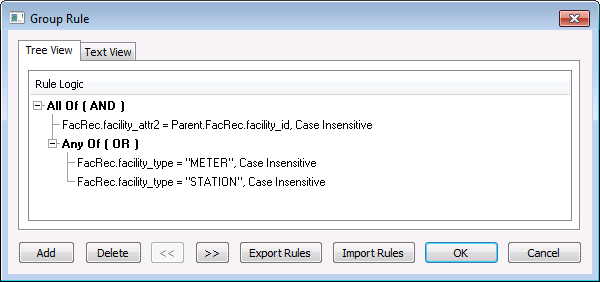 Group Rule
Tree View Text View
Rule Logic
All Of ( AND )
FacRec.facility_attr2 = Parent.FacRec.facility_id, Case Insensitive
Any Of ( OR )
FacRec.facility_type = "METER", Case Insensitive
FacRec.facility_type = "STATION", Case Insensitive
Add Delete << >> Export Rules Import Rules OK Cancel